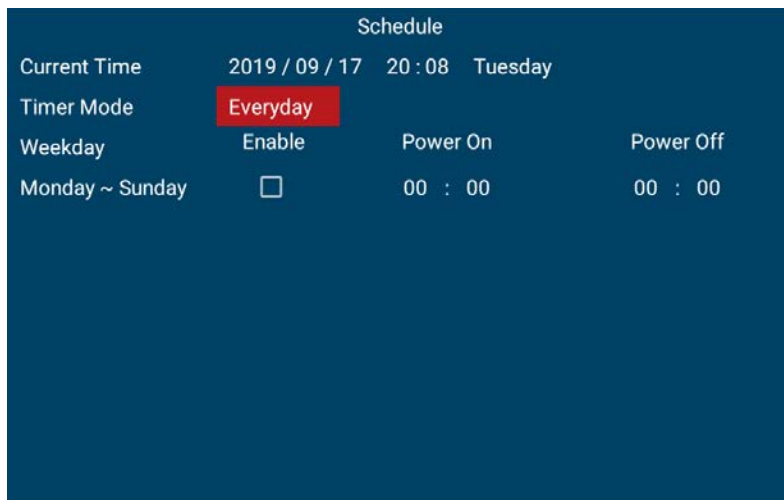 Schedule
Current Time 2019 / 09 / 17 20 : 08 Tuesday
Timer Mode Everyday
Weekday Enable Power On Power Off
Monday ~ Sunday 00 : 00 00 : 00